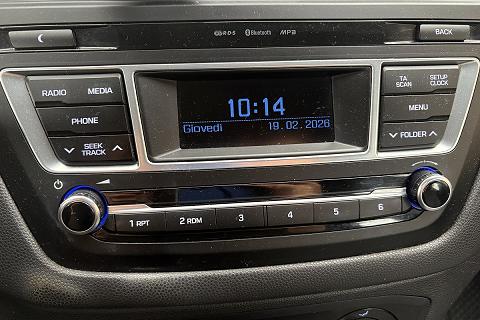 RDS Bluetooth MP3
BACK
RADIO MEDIA
TA
SCAN
SETUP
CLOCK
10:14
Giovedì 19.02.2026
PHONE
MENU
SEEK
TRACK
FOLDER
1 RPT 2 RDM 3 4 5 6